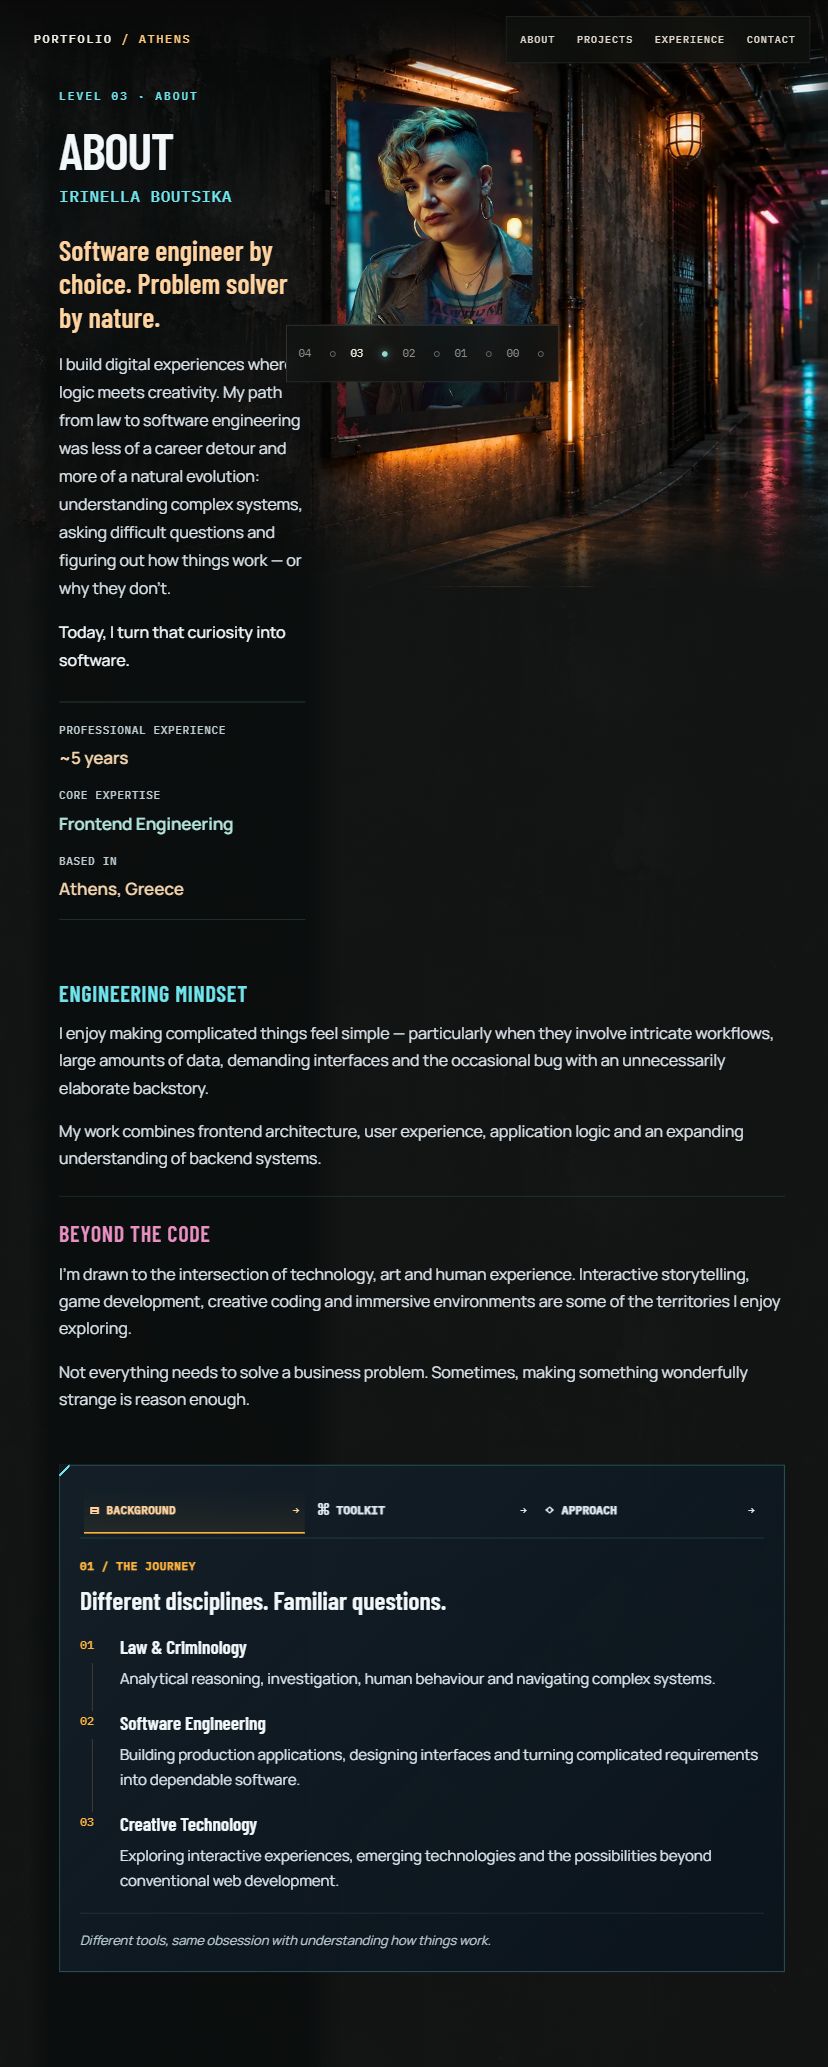 PORTFOLIO / ATHENS
ABOUT PROJECTS EXPERIENCE CONTACT
LEVEL 03 · ABOUT
ABOUT
IRINELLA BOUTSIKA
Software engineer by
choice. Problem solver
by nature.
I build digital experiences where
logic meets creativity. My path
from law to software engineering
was less of a career detour and
more of a natural evolution:
understanding complex systems,
asking difficult questions and
figuring out how things work — or
why they don't.
04 03 02 01 00
Today, I turn that curiosity into
software.
PROFESSIONAL EXPERIENCE
~5 years
CORE EXPERTISE
Frontend Engineering
BASED IN
Athens, Greece
ENGINEERING MINDSET
I enjoy making complicated things feel simple — particularly when they involve intricate workflows,
large amounts of data, demanding interfaces and the occasional bug with an unnecessarily
elaborate backstory.
My work combines frontend architecture, user experience, application logic and an expanding
understanding of backend systems.
BEYOND THE CODE
I'm drawn to the intersection of technology, art and human experience. Interactive storytelling,
game development, creative coding and immersive environments are some of the territories I enjoy
exploring.
Not everything needs to solve a business problem. Sometimes, making something wonderfully
strange is reason enough.
BACKGROUND → ⌘ TOOLKIT → APPROACH →
01 / THE JOURNEY
Different disciplines. Familiar questions.
01 Law & Criminology
Analytical reasoning, investigation, human behaviour and navigating complex systems.
02 Software Engineering
Building production applications, designing interfaces and turning complicated requirements
into dependable software.
03 Creative Technology
Exploring interactive experiences, emerging technologies and the possibilities beyond
conventional web development.
Different tools, same obsession with understanding how things work.